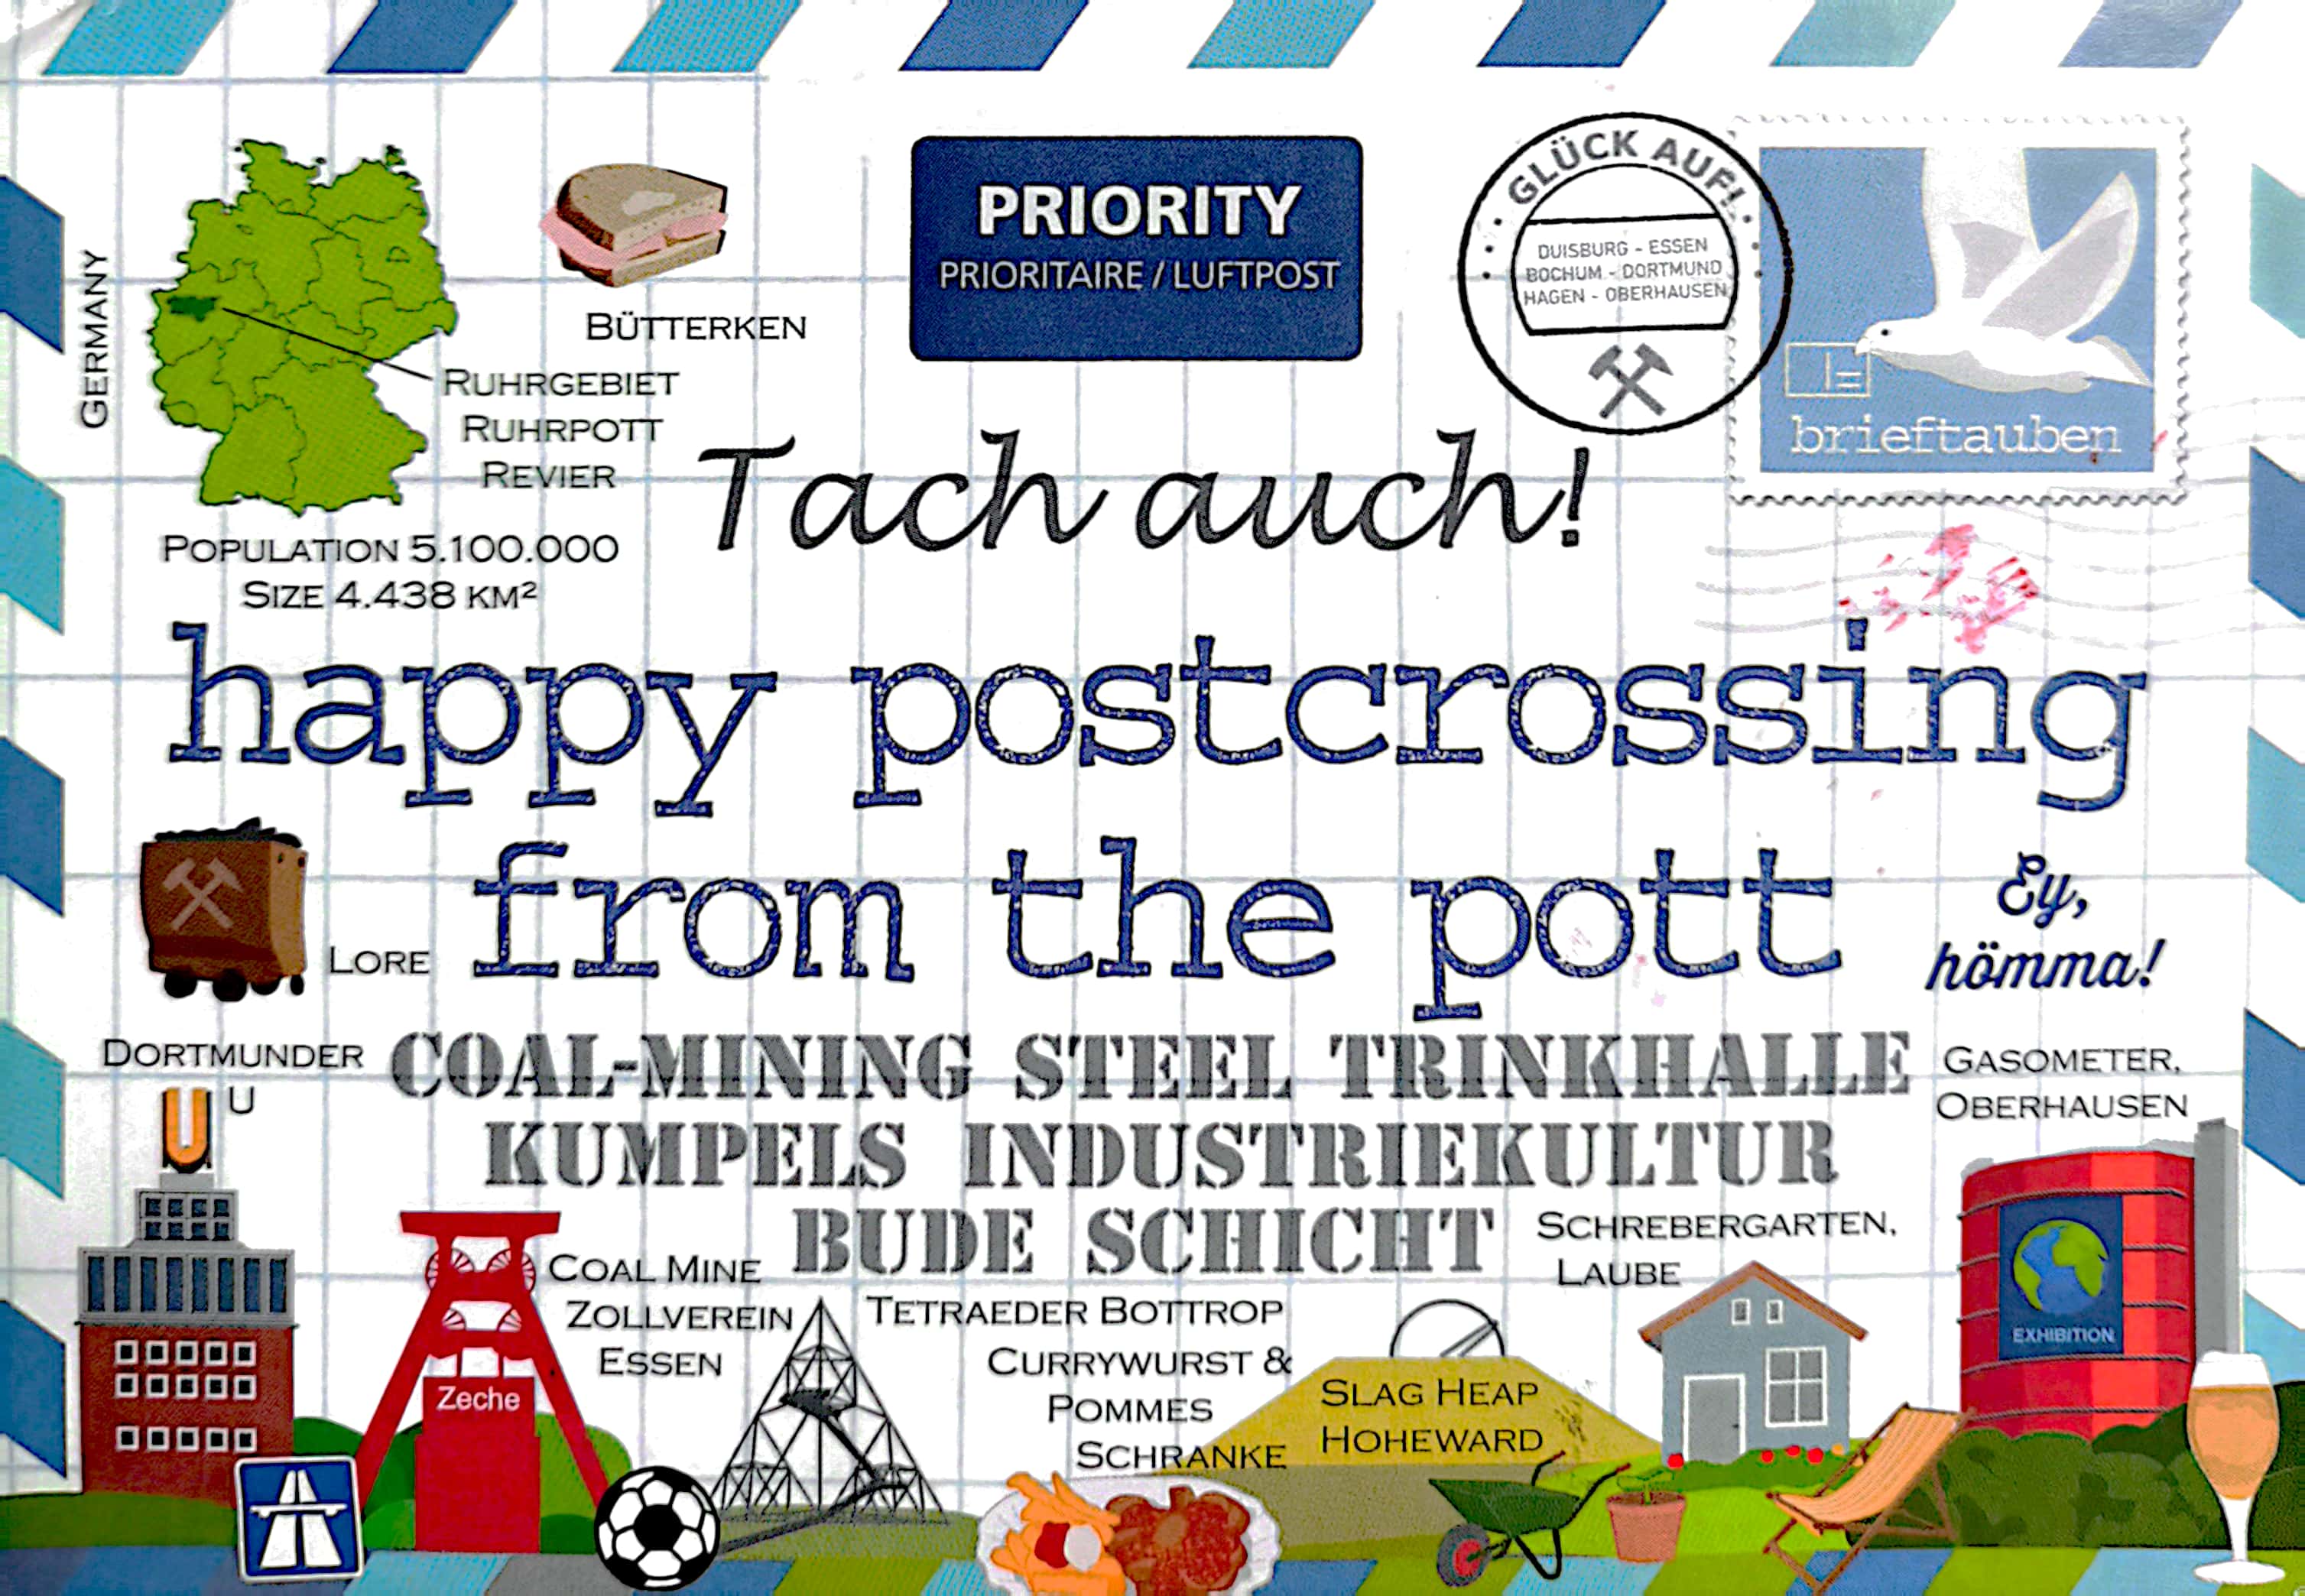 GERMANY
BÜTTERKEN
RUHRGEBIET
RUHRPOTT
REVIER
POPULATION 5.100.000
SIZE 4.438 KM²
PRIORITY
PRIORITAIRE / LUFTPOST
GLÜCK AUF!
DUISBURG - ESSEN
BOCHUM - DORTMUND
HAGEN - OBERHAUSEN
brieftauben
Tach auch!
happy postcrossing
from the pott
LORE
Ey,
hömma!
DORTMUNDER
U
U
COAL-MINING STEEL TRINKHALLE
KUMPELS INDUSTRIEKULTUR
BUDE SCHICHT
GASOMETER,
OBERHAUSEN
EXHIBITION
COAL MINE
ZOLLVEREIN
ESSEN
Zeche
TETRAEDER BOTTROP
CURRYWURST &
POMMES
SCHRANKE
SLAG HEAP
HOHEWARD
SCHREBERGARTEN,
LAUBE